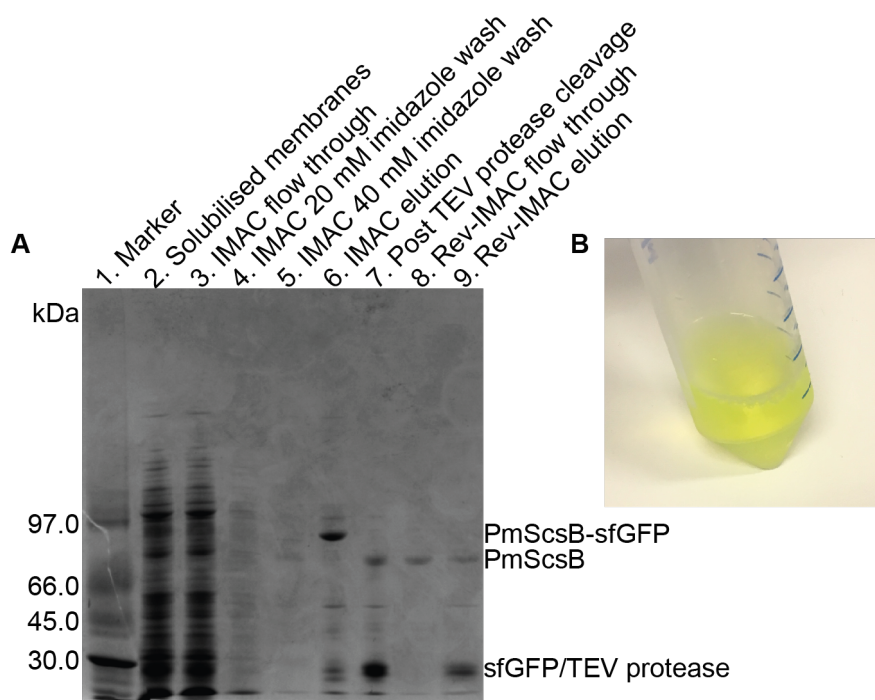 A
B
1. Marker
2. Solubilised membranes
3. IMAC flow through
4. IMAC 20 mM imidazole wash
5. IMAC 40 mM imidazole wash
6. IMAC elution
7. Post TEV protease cleavage
8. Rev-IMAC flow through
9. Rev-IMAC elution
kDa
97.0
66.0
45.0
30.0
PmScsB-sfGFP
PmScsB
sfGFP/TEV protease